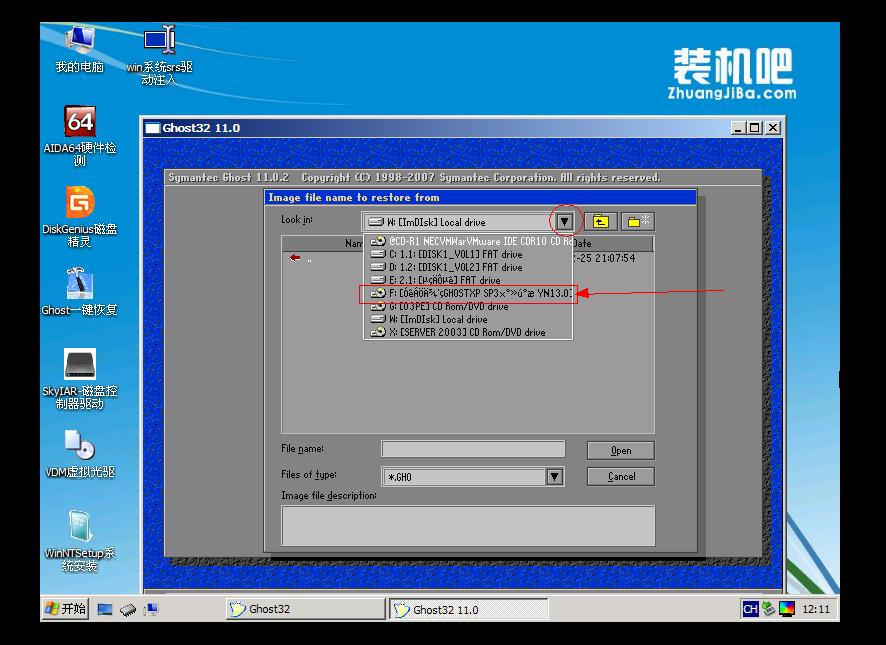 我的电脑
win系统srs驱
动注入
装机吧
ZhuangJiBa.com
64
AIDA64硬件检
测
DiskGenius磁盘
精灵
Ghost一键恢复
SkyIAR-磁盘控
制器驱动
VDM虚拟光驱
WinNTSetup系
统安装
Ghost32 11.0
Symantec Ghost 11.0.2 Copyright (C) 1998-2007 Symantec Corporation. All rights reserved.
Image file name to restore from
Look in:
W: [ImDIsk] Local drive
Nam
Date
@CD-R1 NECVMWarVMware IDE CDR10 CD Ro
C: 1.1: [DISK1_VOL1] FAT drive
-25 21:07:54
D: 1.2: [DISK1_VOL2] FAT drive
E: 2.1: [µçÄÔµê] FAT drive
GHOSTXP SP3 YN13.0]
G: [03PE] CD Rom/DVD drive
W: [ImDIsk] Local drive
X: [SERVER 2003] CD Rom/DVD drive
File name:
Open
Files of type:
*.GHO
Cancel
Image file description:
开始
Ghost32
Ghost32 11.0
CH
12:11